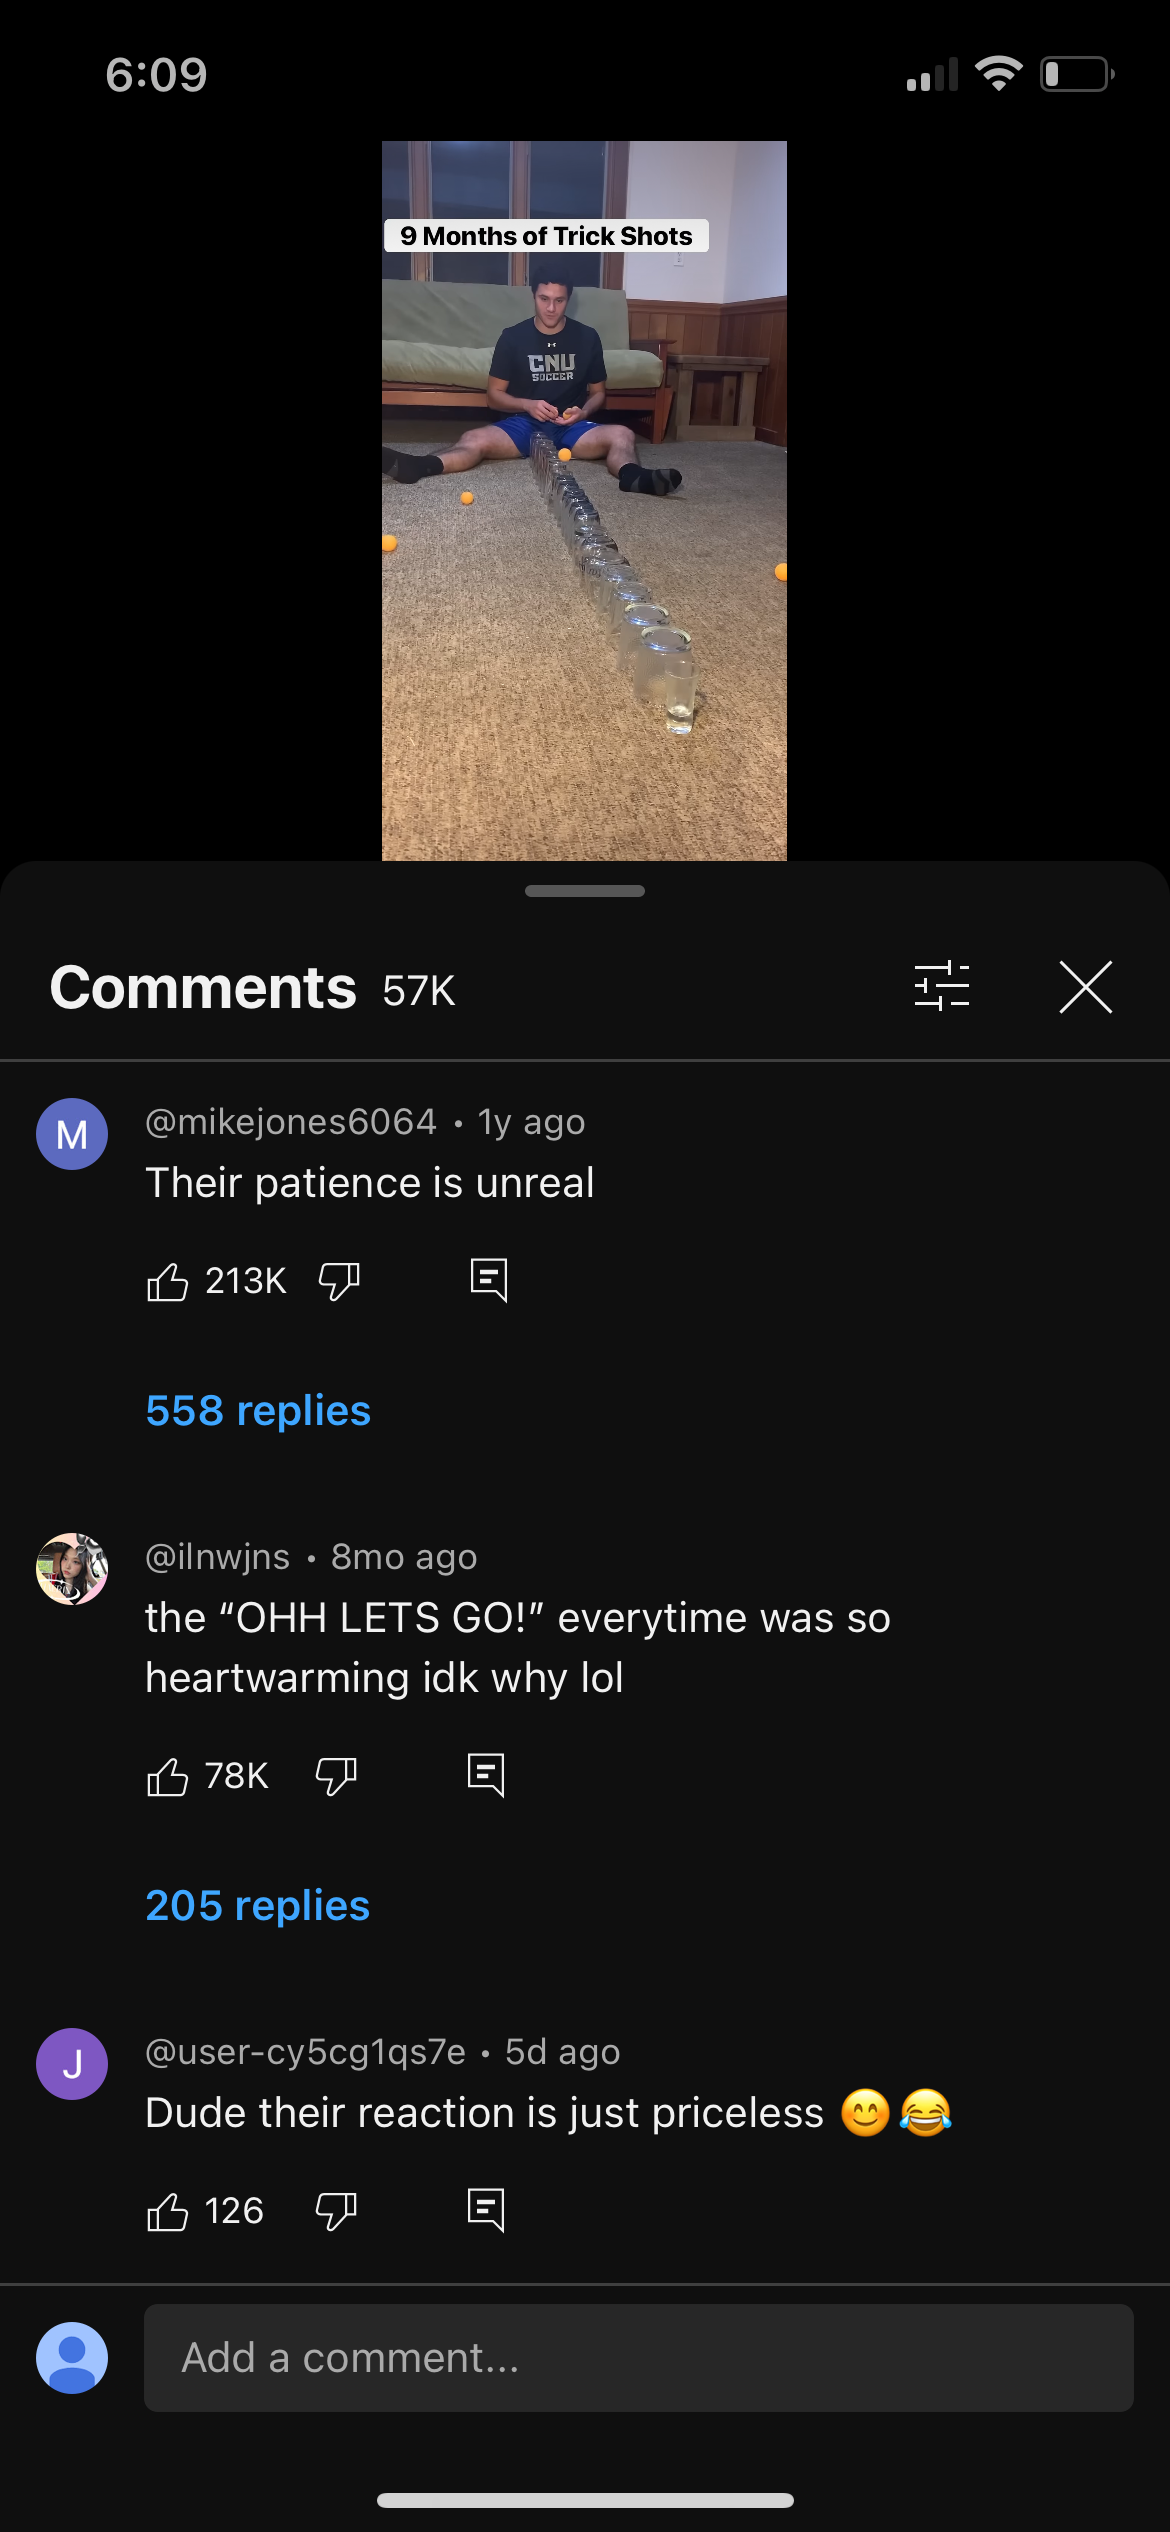 6:09
9 Months of Trick Shots
CNU
SOCCER
Comments 57K
M
@mikejones6064 • 1y ago
Their patience is unreal
213K
558 replies
@ilnwjns • 8mo ago
the “OHH LETS GO!” everytime was so
heartwarming idk why lol
78K
205 replies
J
@user-cy5cg1qs7e • 5d ago
Dude their reaction is just priceless 😊😂
126
Add a comment...